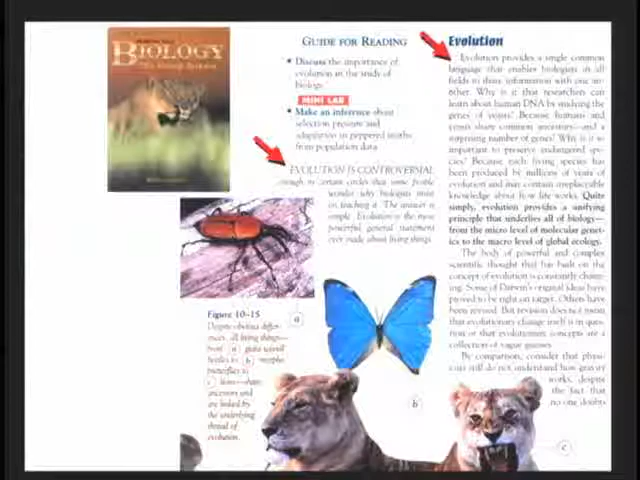 BIOLOGY
GUIDE FOR READING
• Discuss the importance of
evolution in the study of
biology.
MINI LAB
• Make an inference about
selection pressure and
adaptation in peppered moths
from population data.
EVOLUTION IS CONTROVERSIAL
enough in certain circles that some people
wonder why biologists insist
on teaching it. The answer is
simple. Evolution is the most
powerful general statement
ever made about living things.
Figure 10–15
Despite obvious differ-
ences, all living things—
from a guava weevil
beetles to b morpho
butterflies to
c lions—share
ancestors and
are linked by
the underlying
thread of
evolution.
a
b
c
Evolution
Evolution provides a single common
language that enables biologists in all
fields to share information with one an-
other. Why is it that researchers can
learn about human DNA by studying the
genes of yeasts? Because humans and
yeasts share common ancestors—and a
surprising number of genes! Why is it so
important to preserve endangered spe-
cies? Because each living species has
been produced by millions of years of
evolution and may contain irreplaceable
knowledge about how life works. Quite
simply, evolution provides a unifying
principle that underlies all of biology—
from the micro level of molecular genet-
ics to the macro level of global ecology.
The body of powerful and complex
scientific thought that has built on the
concept of evolution is constantly chang-
ing. Some of Darwin's original ideas have
proved to be right on target. Others have
been revised. But revision does not mean
that evolutionary change itself is in ques-
tion or that evolutionary concepts are a
collection of vague guesses.
By comparison, consider that physi-
cists still do not understand how gravity
works, despite
the fact that
no one doubts